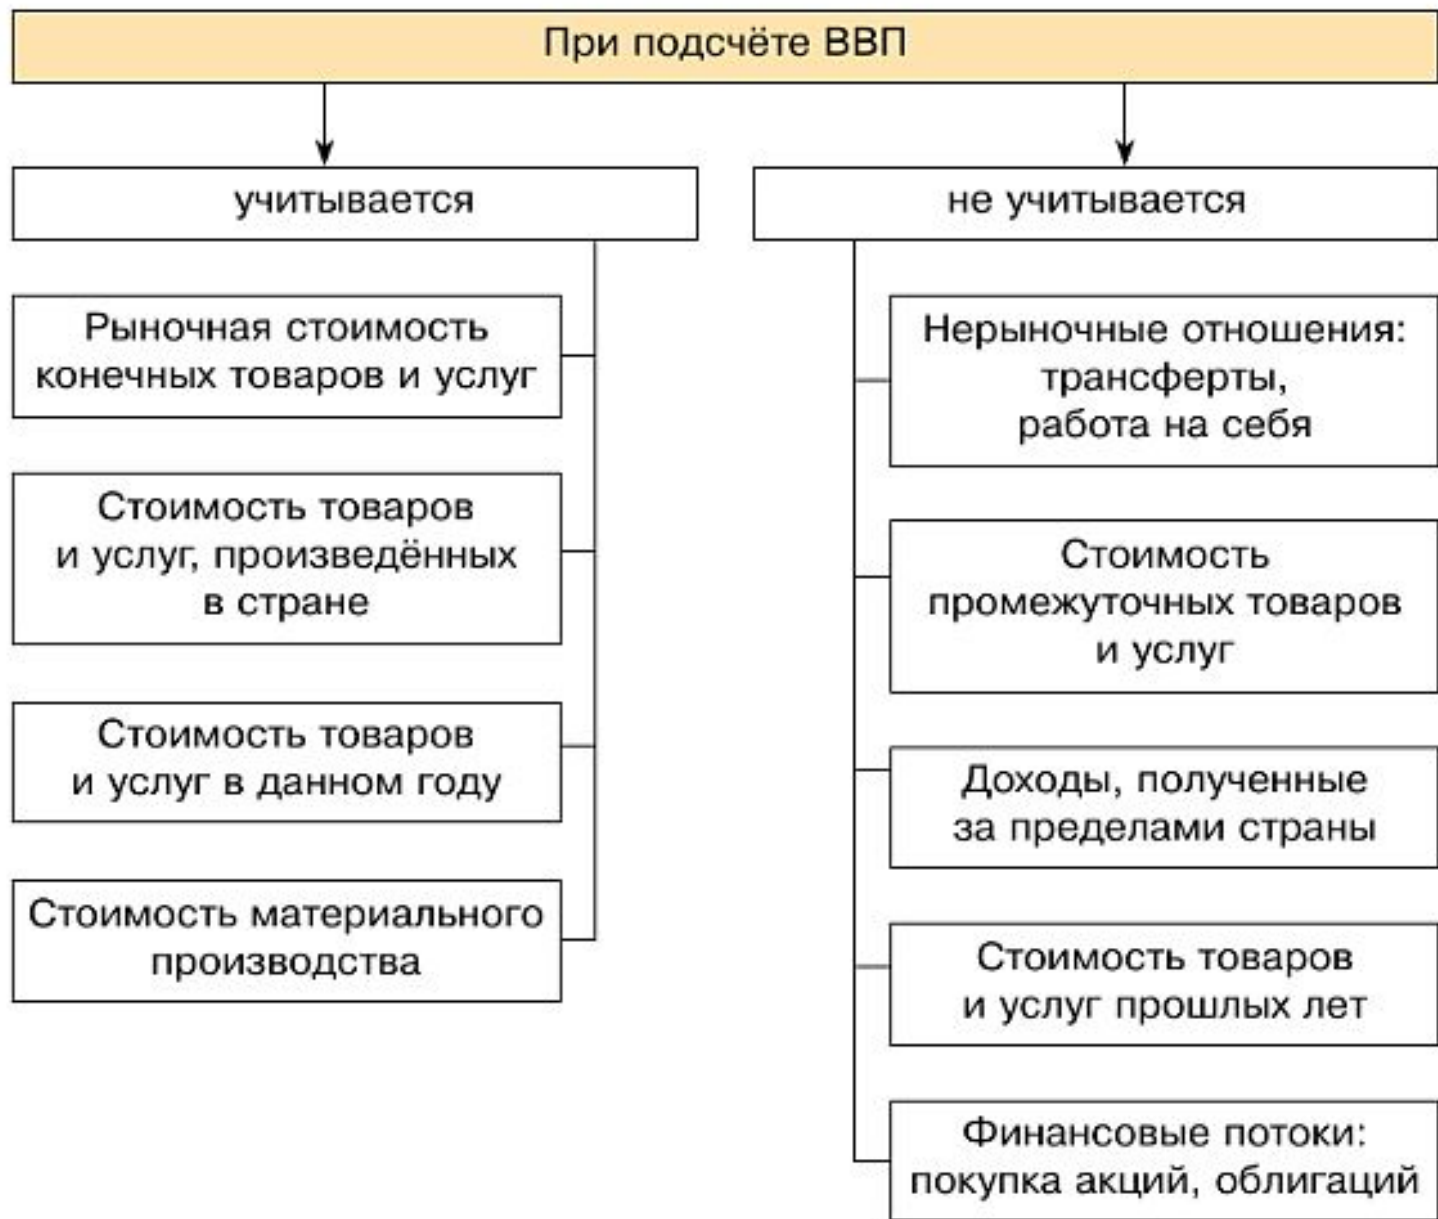 При подсчёте ВВП
учитывается
Рыночная стоимость
конечных товаров и услуг
Стоимость товаров
и услуг, произведённых
в стране
Стоимость товаров
и услуг в данном году
Стоимость материального
производства
не учитывается
Нерыночные отношения:
трансферты,
работа на себя
Стоимость
промежуточных товаров
и услуг
Доходы, полученные
за пределами страны
Стоимость товаров
и услуг прошлых лет
Финансовые потоки:
покупка акций, облигаций